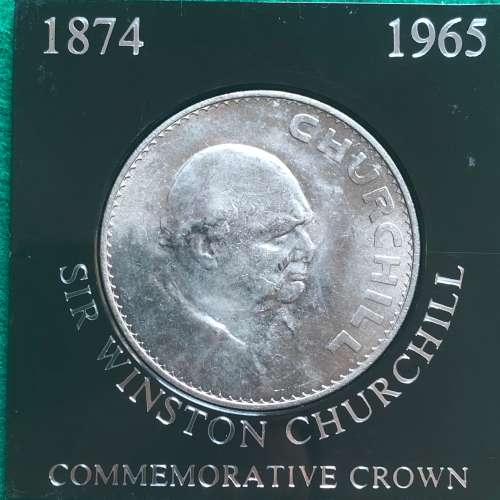 1874 1965
CHURCHILL
SIR WINSTON CHURCHILL
COMMEMORATIVE CROWN